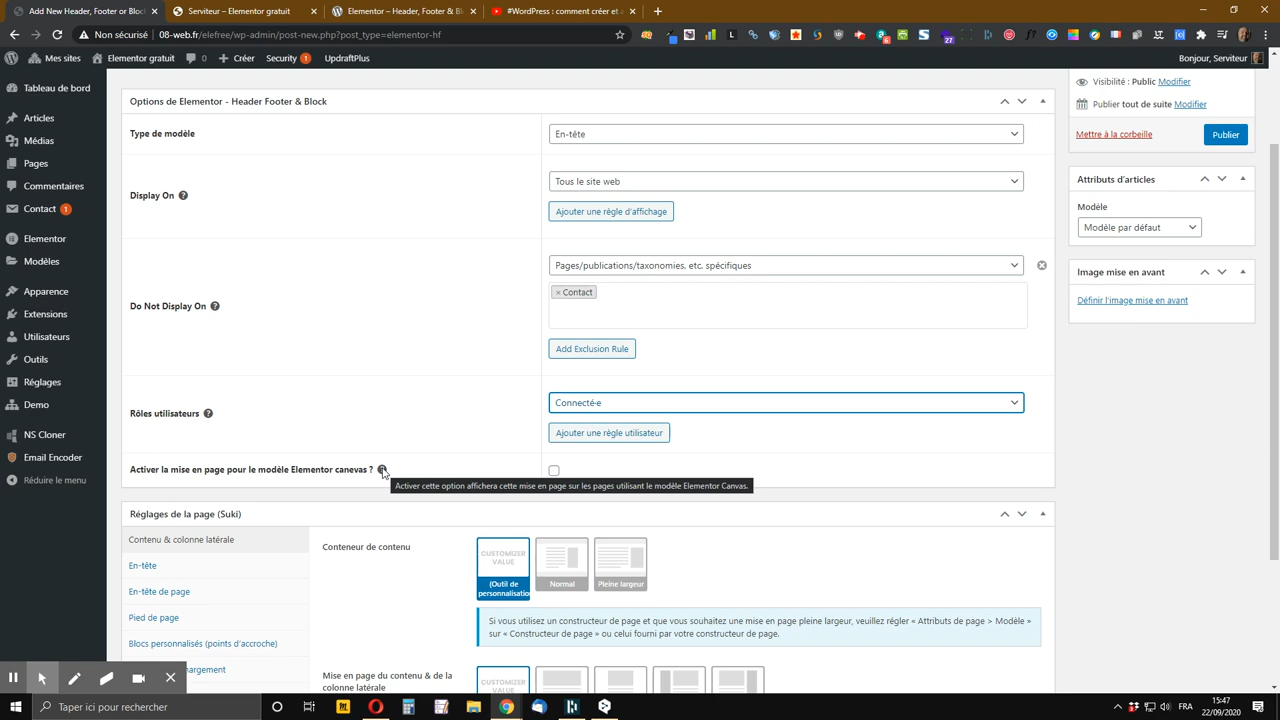 Add New Header, Footer or Block
Serviteur – Elementor gratuit
Elementor – Header, Footer & Bl
#WordPress : comment créer et a
Non sécurisé
08-web.fr/elefree/wp-admin/post-new.php?post_type=elementor-hf
Mes sites
Elementor gratuit
0
Créer
Security 1
UpdraftPlus
Bonjour, Serviteur
Tableau de bord
Articles
Médias
Pages
Commentaires
Contact 1
Elementor
Modèles
Apparence
Extensions
Utilisateurs
Outils
Réglages
Demo
NS Cloner
Email Encoder
Réduire le menu
Options de Elementor - Header Footer & Block
Type de modèle
En-tête
Display On
Tous le site web
Ajouter une règle d'affichage
Do Not Display On
Pages/publications/taxonomies, etc. spécifiques
× Contact
Add Exclusion Rule
Rôles utilisateurs
Connecté·e
Ajouter une règle utilisateur
Activer la mise en page pour le modèle Elementor canevas ?
Activer cette option affichera cette mise en page sur les pages utilisant le modèle Elementor Canvas.
Réglages de la page (Suki)
Contenu & colonne latérale
En-tête
En-tête de page
Pied de page
Blocs personnalisés (points d'accroche)
hargement
Conteneur de contenu
CUSTOMIZER
VALUE
(Outil de
personnalisatio
Normal
Pleine largeur
Si vous utilisez un constructeur de page et que vous souhaitez une mise en page pleine largeur, veuillez régler « Attributs de page > Modèle »
sur « Constructeur de page » ou celui fourni par votre constructeur de page.
Mise en page du contenu & de la
colonne latérale
CUSTOMIZER
Visibilité : Public Modifier
Publier tout de suite Modifier
Mettre à la corbeille
Publier
Attributs d'articles
Modèle
Modèle par défaut
Image mise en avant
Définir l'image mise en avant
Taper ici pour rechercher
FRA
15:47
22/09/2020